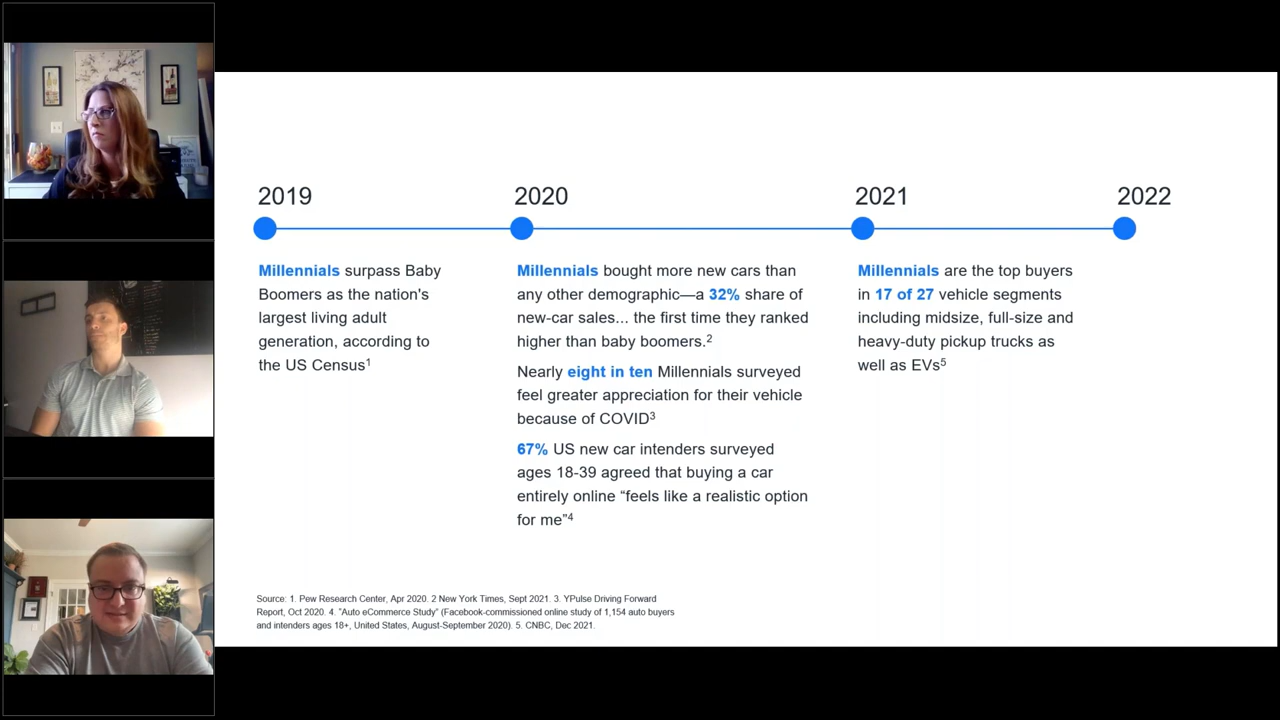 2019
2020
2021
2022
Millennials surpass Baby
Boomers as the nation's
largest living adult
generation, according to
the US Census¹
Millennials bought more new cars than
any other demographic—a 32% share of
new-car sales... the first time they ranked
higher than baby boomers.²
Nearly eight in ten Millennials surveyed
feel greater appreciation for their vehicle
because of COVID³
67% US new car intenders surveyed
ages 18-39 agreed that buying a car
entirely online “feels like a realistic option
for me”⁴
Millennials are the top buyers
in 17 of 27 vehicle segments
including midsize, full-size and
heavy-duty pickup trucks as
well as EVs⁵
Source: 1. Pew Research Center, Apr 2020. 2 New York Times, Sept 2021. 3. YPulse Driving Forward
Report, Oct 2020. 4. "Auto eCommerce Study" (Facebook-commissioned online study of 1,154 auto buyers
and intenders ages 18+, United States, August-September 2020). 5. CNBC, Dec 2021.